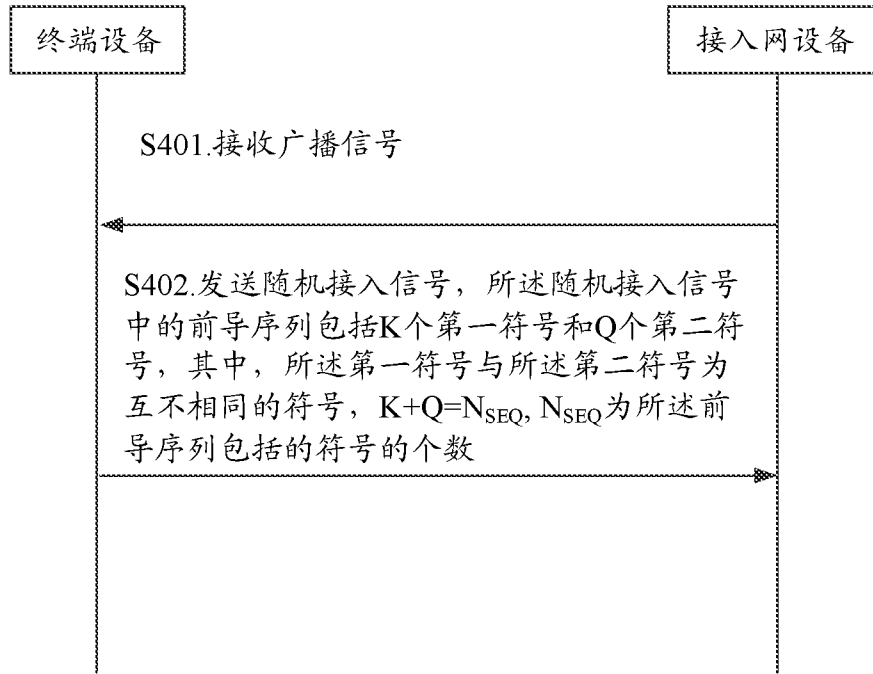 终端设备
接入网设备
S401.接收广播信号
S402.发送随机接入信号，所述随机接入信号
中的前导序列包括K个第一符号和Q个第二符
号，其中，所述第一符号与所述第二符号为
互不相同的符号，K+Q=N_SEQ, N_SEQ为所述前
导序列包括的符号的个数